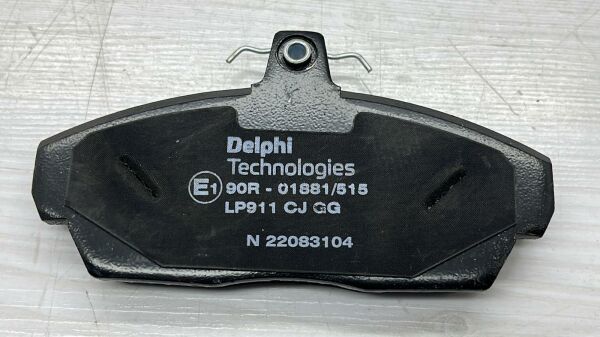 Delphi
Technologies
E1 90R - 01881/515
LP911 CJ GG
N 22083104